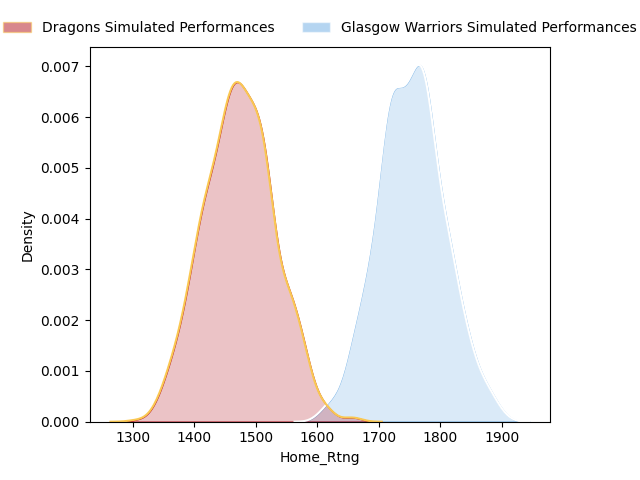 Dragons Simulated Performances Glasgow Warriors Simulated Performances
0.007
0.006
0.005
0.004
0.003
0.002
0.001
0.000
Density
1300 1400 1500 1600 1700 1800 1900
Home_Rtng